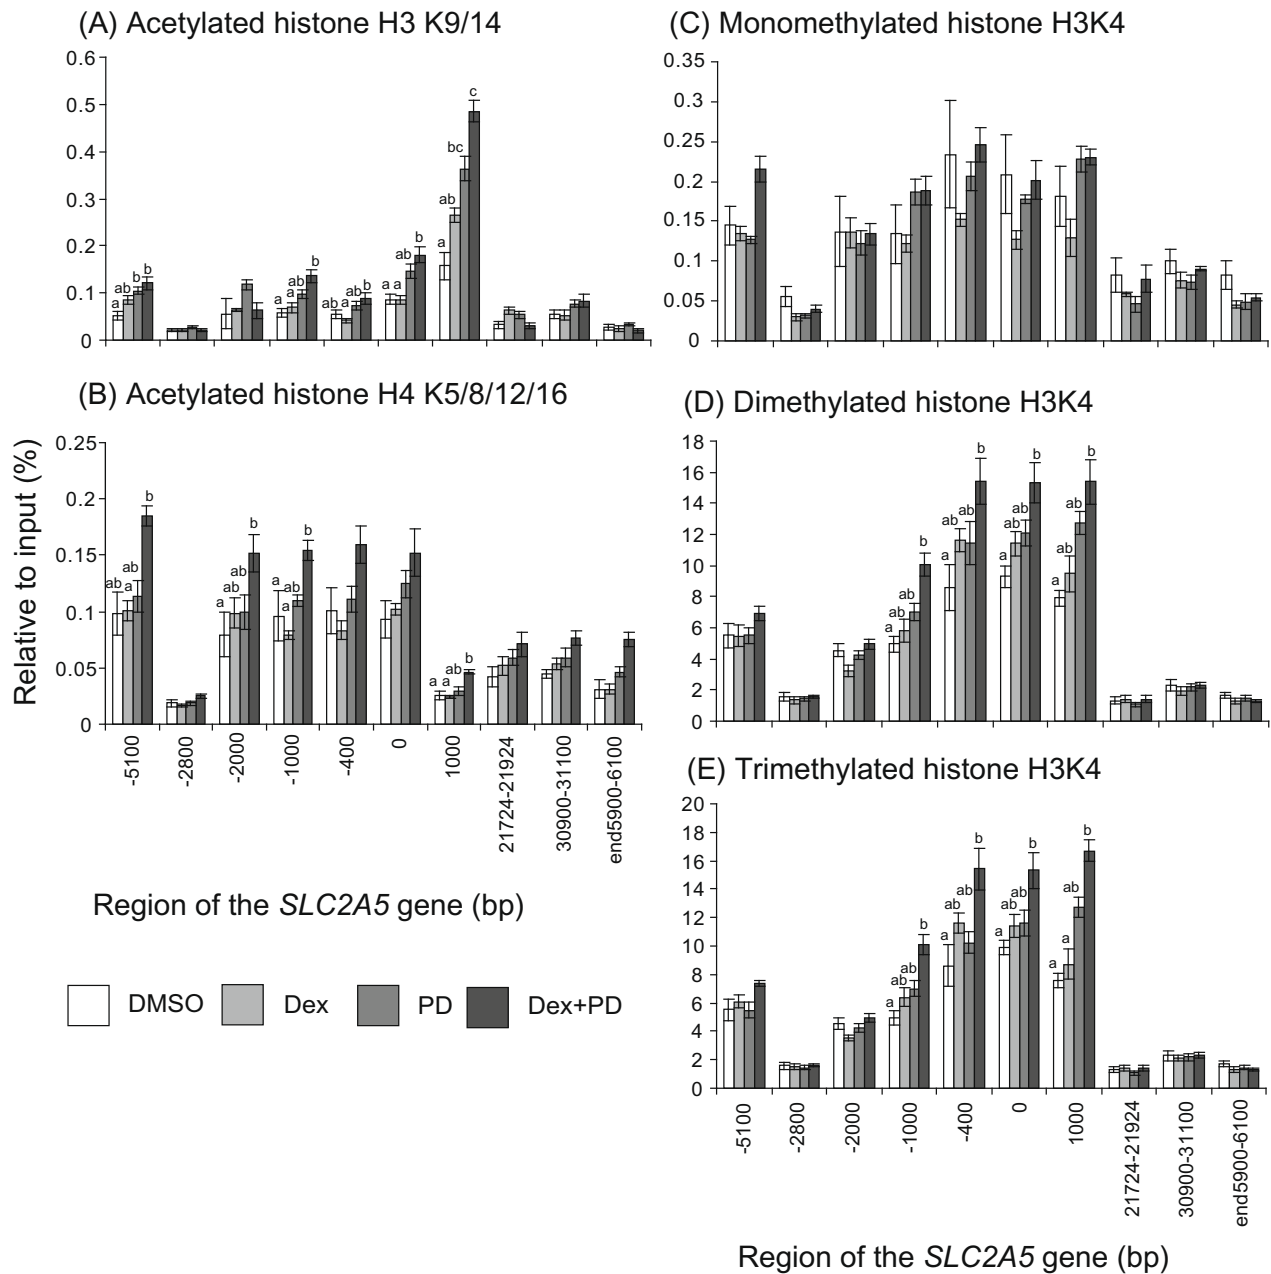 (A) Acetylated histone H3 K9/14
0.6
0.5
0.4
0.3
0.2
0.1
0
a ab b b
a a ab b
ab a ab b
a a ab b
a ab bc c
(B) Acetylated histone H4 K5/8/12/16
Relative to input (%)
0.25
0.2
0.15
0.1
0.05
0
ab a ab b
a ab ab b
a a ab b
a a ab b
-5100
-2800
-2000
-1000
-400
0
1000
21724-21924
30900-31100
end5900-6100
Region of the SLC2A5 gene (bp)
DMSO Dex PD Dex+PD
(C) Monomethylated histone H3K4
0.35
0.3
0.25
0.2
0.15
0.1
0.05
0
(D) Dimethylated histone H3K4
18
16
14
12
10
8
6
4
2
0
a ab ab b
a ab ab b
a ab ab b
a ab ab b
(E) Trimethylated histone H3K4
20
18
16
14
12
10
8
6
4
2
0
a ab ab b
a ab ab b
a ab ab b
a a ab b
-5100
-2800
-2000
-1000
-400
0
1000
21724-21924
30900-31100
end5900-6100
Region of the SLC2A5 gene (bp)